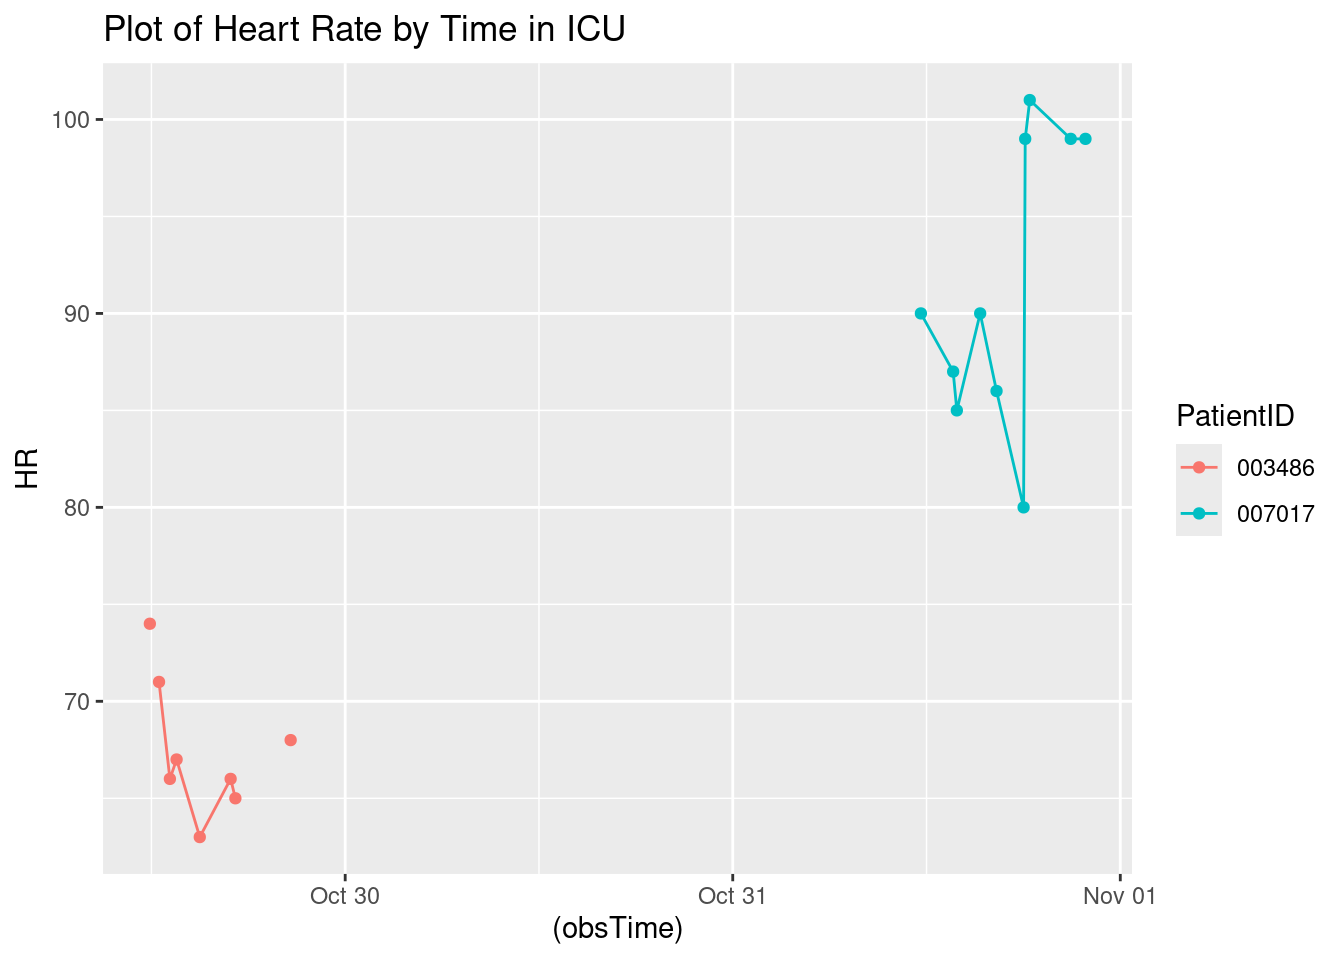 Plot of Heart Rate by Time in ICU
100
90
80
70
HR
Oct 30
Oct 31
Nov 01
(obsTime)
PatientID
003486
007017